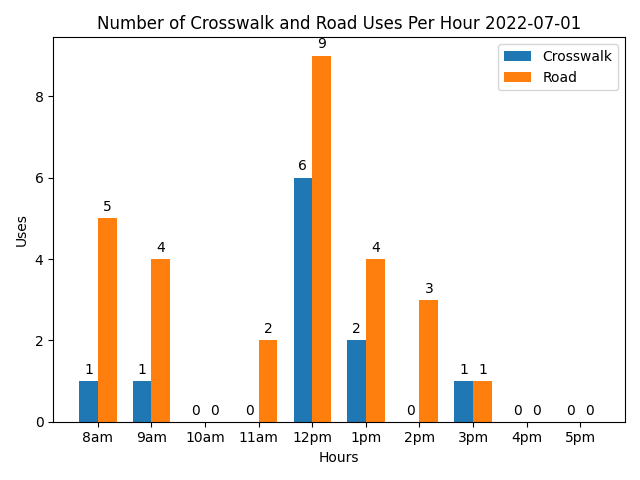 Number of Crosswalk and Road Uses Per Hour 2022-07-01
Crosswalk
Road
Uses
8
6
4
2
0
1 5
1 4
0 0
0 2
6 9
2 4
0 3
1 1
0 0
0 0
8am 9am 10am 11am 12pm 1pm 2pm 3pm 4pm 5pm
Hours